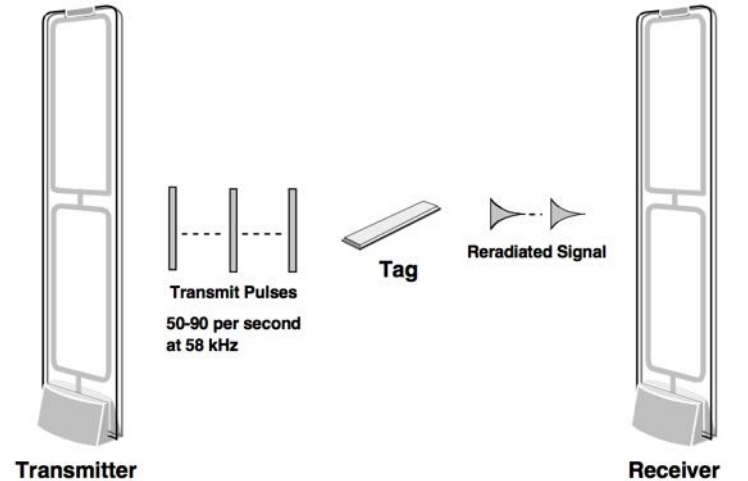 Transmit Pulses
50-90 per second
at 58 kHz
Tag
Reradiated Signal
Transmitter
Receiver